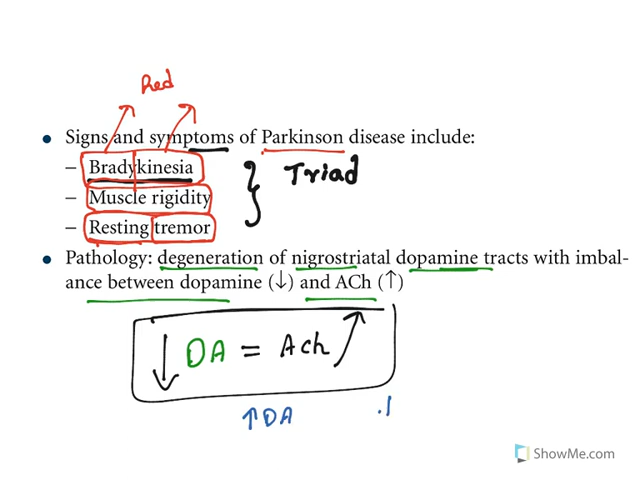 Red
• Signs and symptoms of Parkinson disease include:
– Bradykinesia
– Muscle rigidity
– Resting tremor
Triad
• Pathology: degeneration of nigrostriatal dopamine tracts with imbal-
ance between dopamine (↓) and ACh (↑)
↓ DA = Ach ↑
↑DA
ShowMe.com